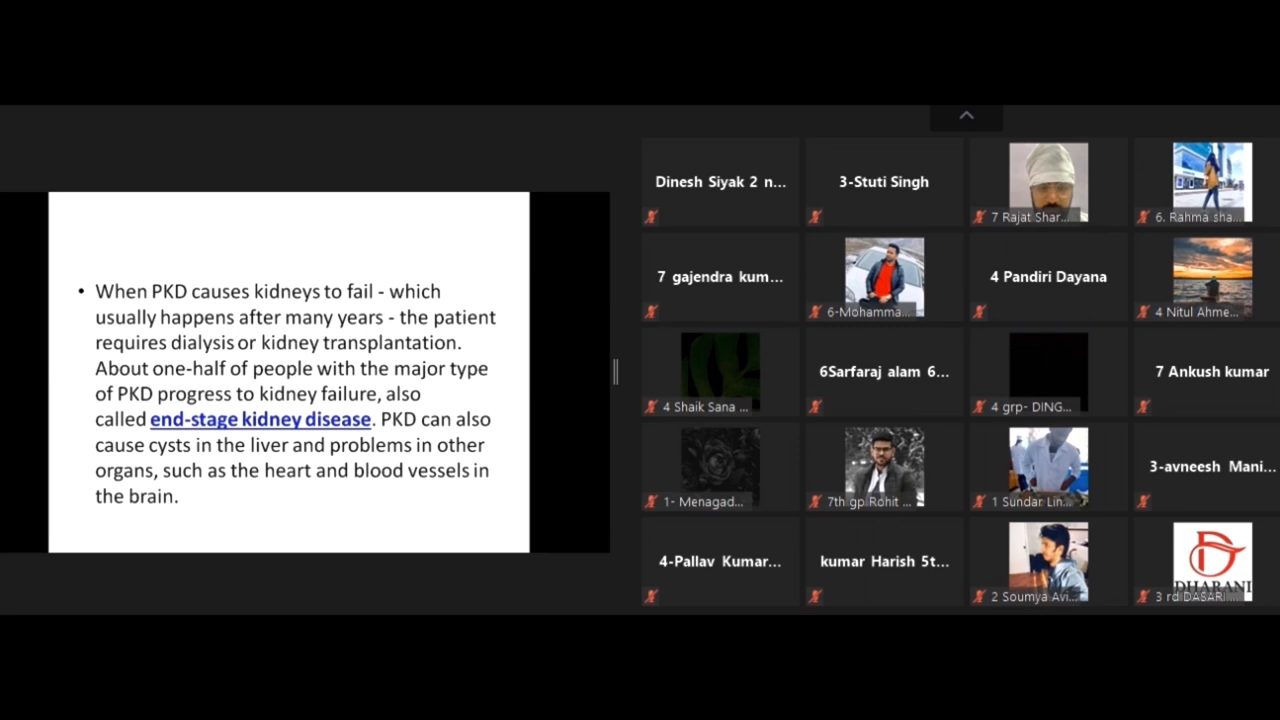 • When PKD causes kidneys to fail - which
usually happens after many years - the patient
requires dialysis or kidney transplantation.
About one-half of people with the major type
of PKD progress to kidney failure, also
called end-stage kidney disease. PKD can also
cause cysts in the liver and problems in other
organs, such as the heart and blood vessels in
the brain.
Dinesh Siyak 2 n...
3-Stuti Singh
7 Rajat Shar...
6. Rahma sha...
7 gajendra kum...
6-Mohamma...
4 Pandiri Dayana
4 Nitul Ahme...
4 Shaik Sana ...
6Sarfaraj alam 6...
4 grp- DING...
7 Ankush kumar
1- Menagad...
7th gp Rohit ...
1 Sundar Lin...
3-avneesh Mani...
4-Pallav Kumar...
kumar Harish 5t...
2 Soumya Avi...
DHARANI
3 rd DASARI...